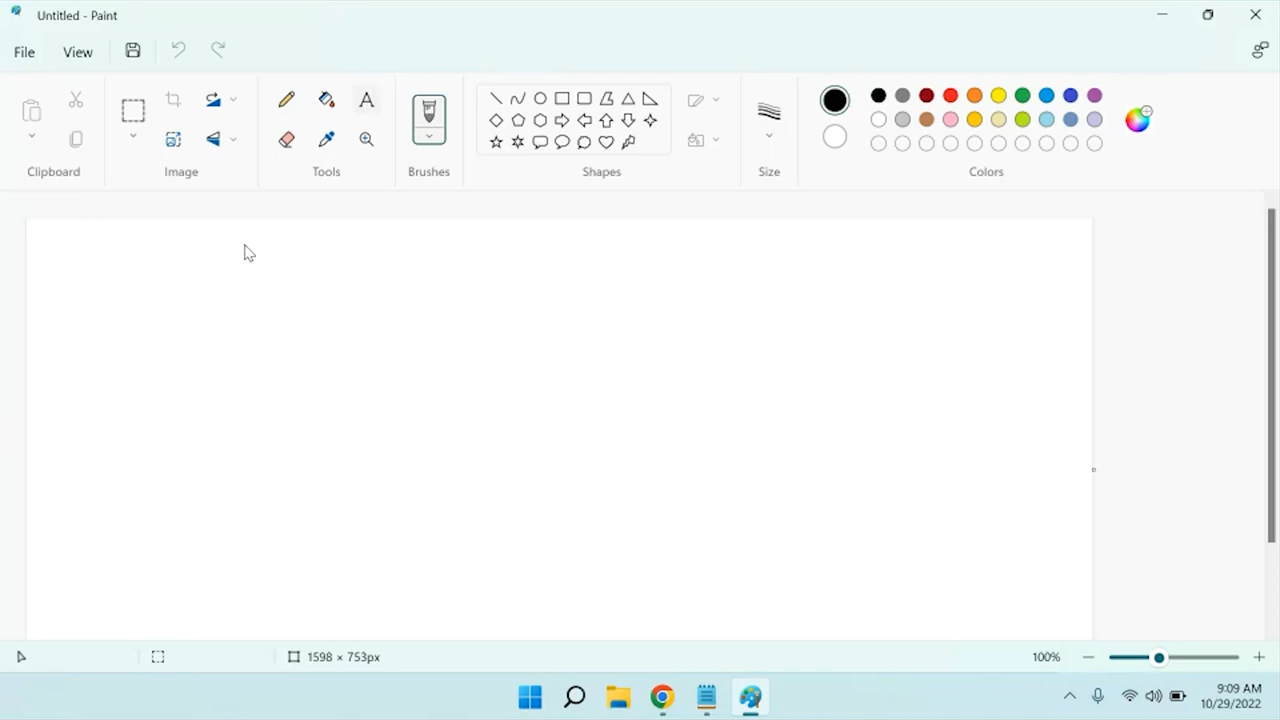 Untitled - Paint
File View
Clipboard Image Tools Brushes Shapes Size Colors
1598 × 753px 100%
9:09 AM
10/29/2022